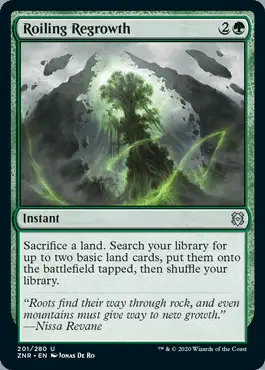 Roiling Regrowth 2
Instant
Sacrifice a land. Search your library for
up to two basic land cards, put them onto
the battlefield tapped, then shuffle your
library.
“Roots find their way through rock, and even
mountains must give way to new growth.”
—Nissa Revane
201/280 U
ZNR • EN Jonas De Ro
™ & © 2020 Wizards of the Coast